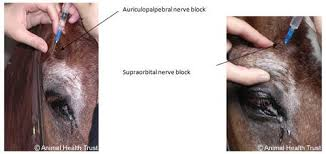 Auriculopalpebral nerve block
Supraorbital nerve block
© Animal Health Trust
© Animal Health Trust